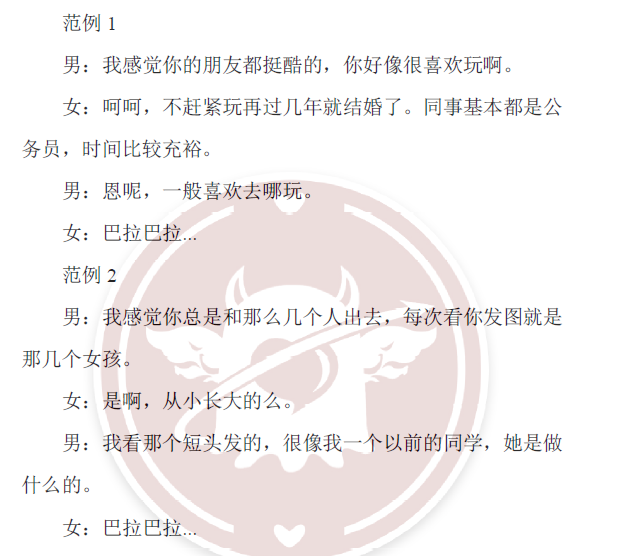 范例 1
男：我感觉你的朋友都挺酷的，你好像很喜欢玩啊。
女：呵呵，不赶紧玩再过几年就结婚了。同事基本都是公
务员，时间比较充裕。
男：恩呢，一般喜欢去哪玩。
女：巴拉巴拉...
范例 2
男：我感觉你总是和那么几个人出去，每次看你发图就是
那几个女孩。
女：是啊，从小长大的么。
男：我看那个短头发的，很像我一个以前的同学，她是做
什么的。
女：巴拉巴拉...